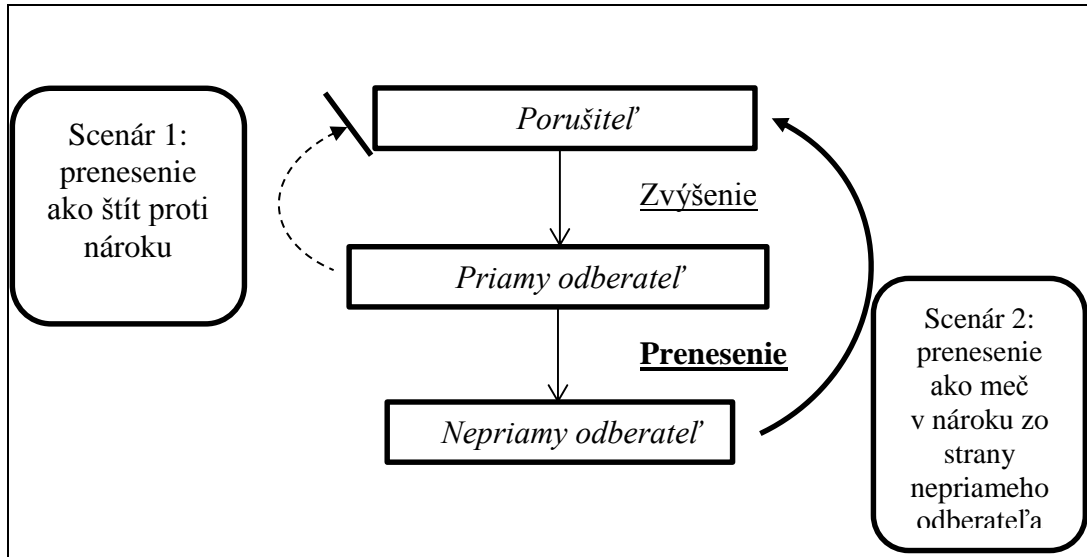 Scenár 1:
prenesenie
ako štít proti
nároku
Porušiteľ
Zvýšenie
Priamy odberateľ
Prenesenie
Nepriamy odberateľ
Scenár 2:
prenesenie
ako meč
v nároku zo
strany
nepriameho
odberateľa